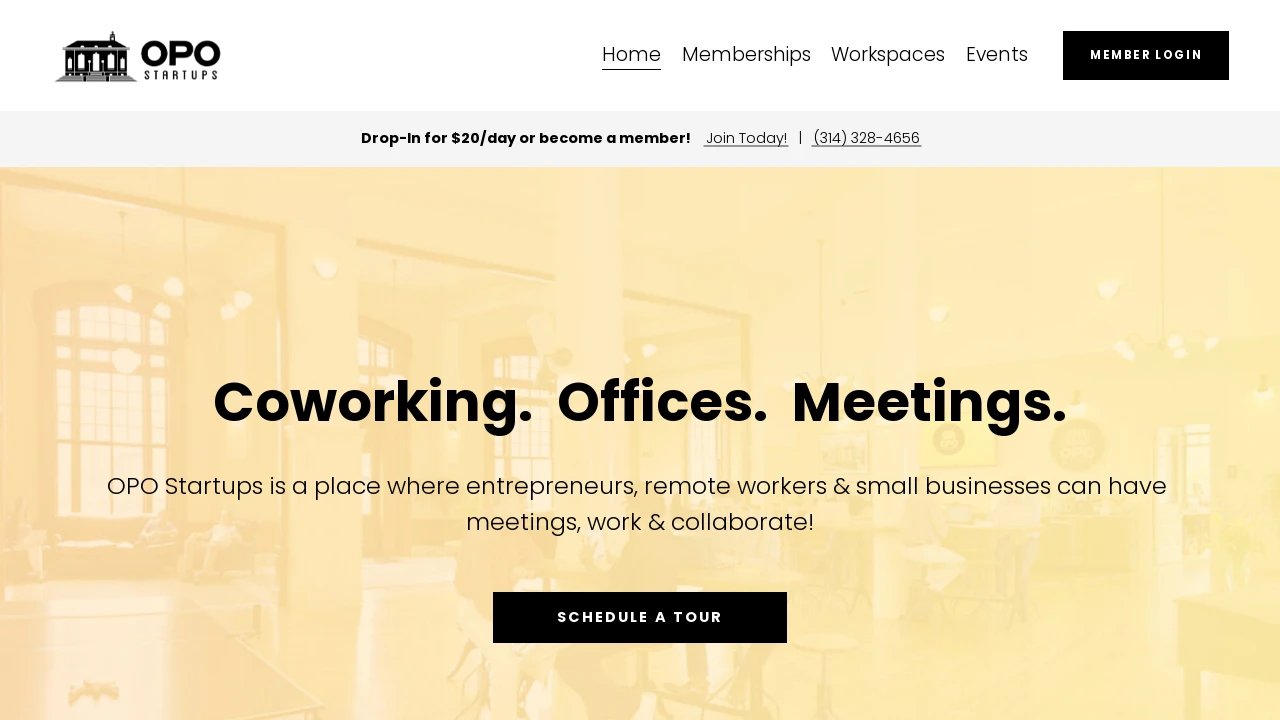 OPO
STARTUPS
Home Memberships Workspaces Events MEMBER LOGIN
Drop-In for $20/day or become a member! Join Today! | (314) 328-4656
Coworking. Offices. Meetings.
OPO Startups is a place where entrepreneurs, remote workers & small businesses can have
meetings, work & collaborate!
SCHEDULE A TOUR